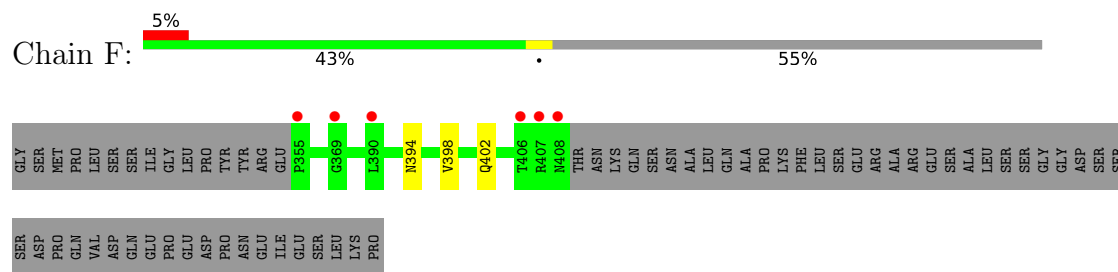 5%
Chain F:
43% • 55%
GLY SER MET PRO LEU SER SER ILE GLY LEU PRO TYR TYR ARG GLU P355 G369 L390 N394 V398 Q402 T406 R407 N408 THR ASN LYS GLN SER ASN ALA LEU GLN ALA PRO LYS PHE LEU SER GLU ARG ALA ARG GLU SER ALA LEU SER SER GLY GLY ASP SER SER
SER ASP PRO GLN VAL ASP GLN GLU PRO GLU ASP PRO ASN GLU ILE GLU SER LEU LYS PRO